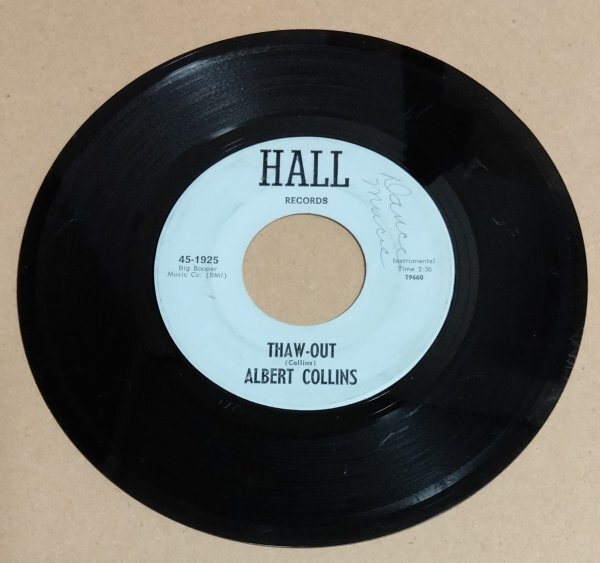 HALL
RECORDS
Dance
Music
45-1925
Big Bopper
Music Co. (BMI)
Instrumental
Time 2:36
19660
THAW-OUT
(Collins)
ALBERT COLLINS